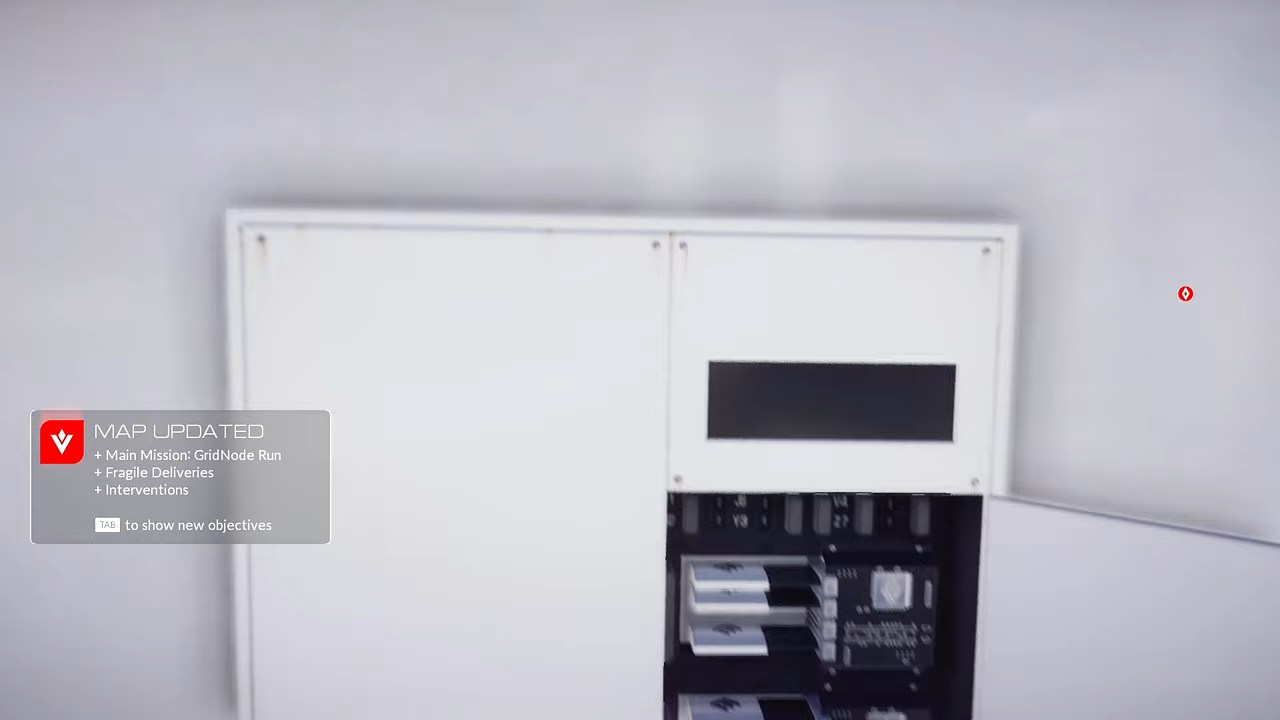 MAP UPDATED
+ Main Mission: GridNode Run
+ Fragile Deliveries
+ Interventions
TAB to show new objectives